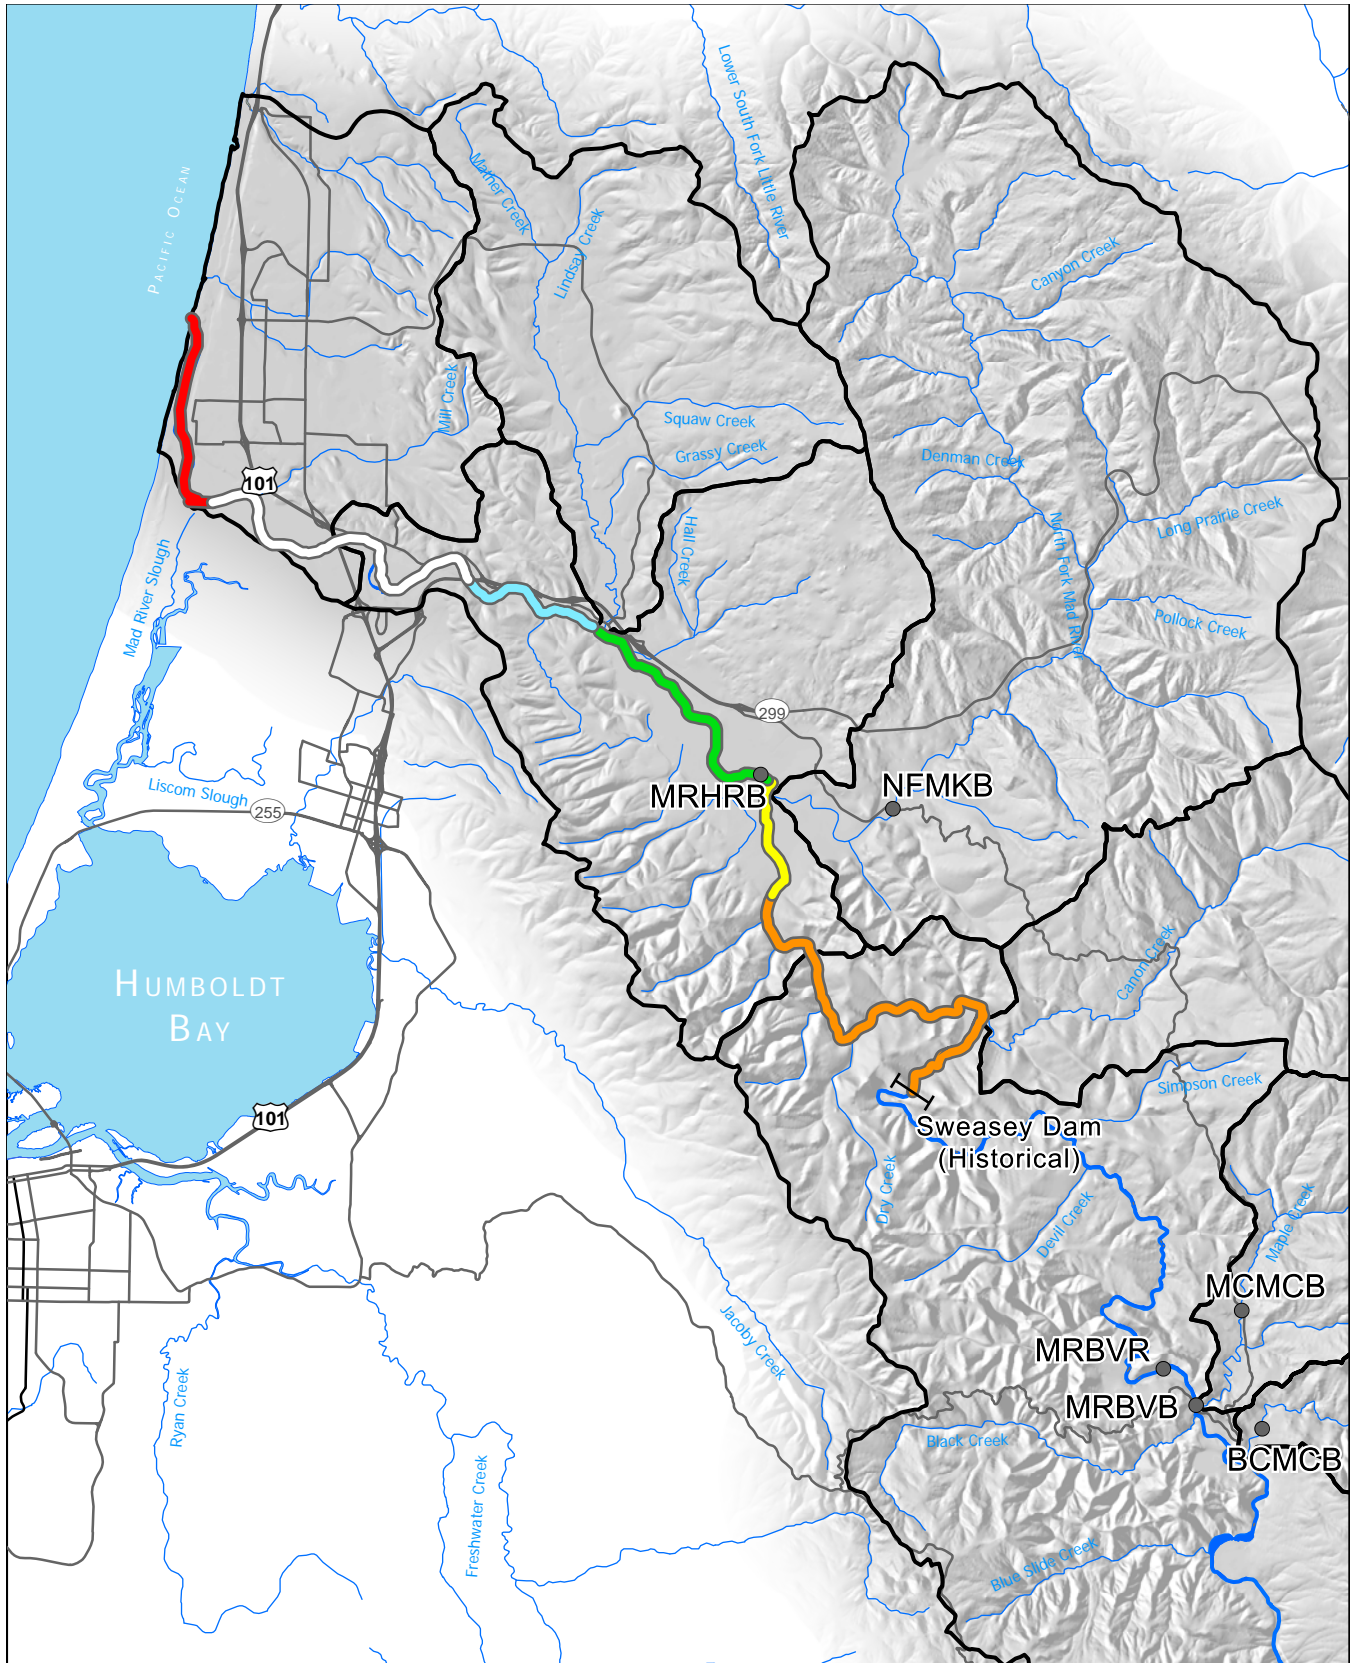 Lower South Fork Little River
Mather Creek
PACIFIC OCEAN
Lindsay Creek
Canyon Creek
Mill Creek
Squaw Creek
Grassy Creek
Denman Creek
101
Long Prairie Creek
Hall Creek
North Fork Mad River
Mad River Slough
Pollock Creek
299
MRHRB
NFMKB
Liscom Slough
255
Canon Creek
HUMBOLDT
BAY
Simpson Creek
101
Sweasey Dam
(Historical)
Dry Creek
Devil Creek
Maple Creek
MCMCB
Jacoby Creek
MRBVR
MRBVB
Ryan Creek
Black Creek
BCMCB
Freshwater Creek
Blue Slide Creek